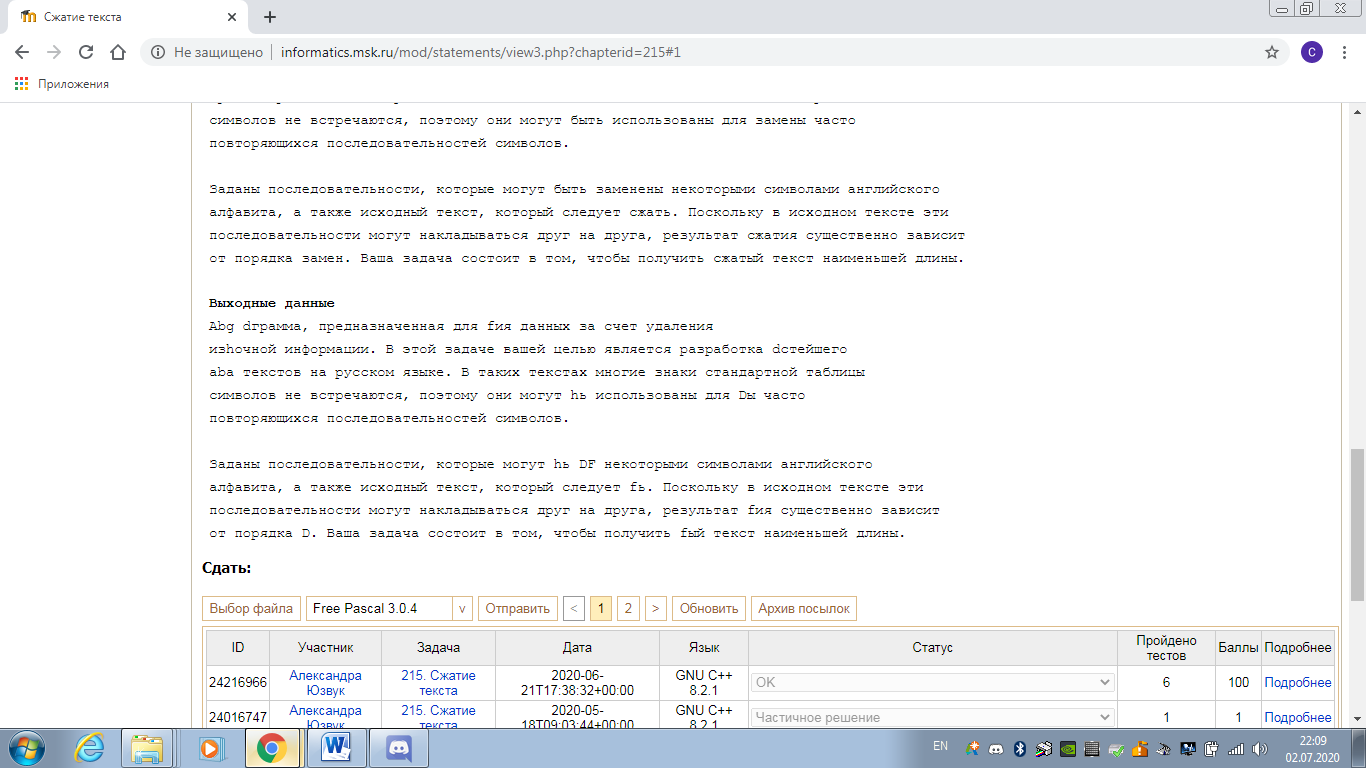 Сжатие текста
Не защищено
informatics.msk.ru/mod/statements/view3.php?chapterid=215#1
С
Приложения
символов не встречаются, поэтому они могут быть использованы для замены часто
повторяющихся последовательностей символов.
Заданы последовательности, которые могут быть заменены некоторыми символами английского
алфавита, а также исходный текст, который следует сжать. Поскольку в исходном тексте эти
последовательности могут накладываться друг на друга, результат сжатия существенно зависит
от порядка замен. Ваша задача состоит в том, чтобы получить сжатый текст наименьшей длины.
Выходные данные
Abg dграмма, предназначенная для fия данных за счет удаления
изhочной информации. В этой задаче вашей целью является разработка dстейшего
aba текстов на русском языке. В таких текстах многие знаки стандартной таблицы
символов не встречаются, поэтому они могут hь использованы для Dы часто
повторяющихся последовательностей символов.
Заданы последовательности, которые могут hь DF некоторыми символами английского
алфавита, а также исходный текст, который следует fь. Поскольку в исходном тексте эти
последовательности могут накладываться друг на друга, результат fия существенно зависит
от порядка D. Ваша задача состоит в том, чтобы получить fый текст наименьшей длины.
Сдать:
Выбор файла Free Pascal 3.0.4 v Отправить < 1 2 > Обновить Архив посылок
ID Участник Задача Дата Язык Статус Пройдено тестов Баллы Подробнее
24216966 Александра Юзвук 215. Сжатие текста 2020-06-21T17:38:32+00:00 GNU C++ 8.2.1 OK 6 100 Подробнее
24016747 Александра Юзвук 215. Сжатие текста 2020-05-18T09:03:44+00:00 GNU C++ 8.2.1 Частичное решение 1 1 Подробнее
EN
22:09
02.07.2020